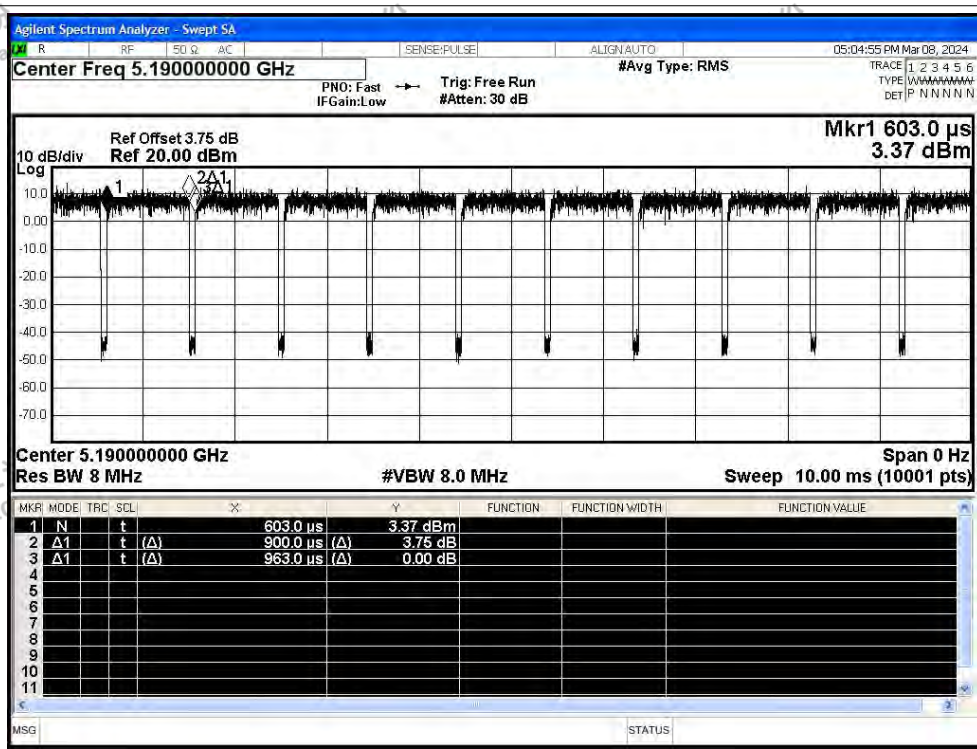 Agilent Spectrum Analyzer - Swept SA
R RF 50 Ω AC SENSE:PULSE ALIGN AUTO 05:04:55 PM Mar 08, 2024
Center Freq 5.190000000 GHz #Avg Type: RMS TRACE 1 2 3 4 5 6
PNO: Fast Trig: Free Run TYPE WWWWWW
IFGain:Low #Atten: 30 dB DET P N N N N N
Mkr1 603.0 µs
Ref Offset 3.75 dB
10 dB/div Ref 20.00 dBm 3.37 dBm
Log
1 2Δ1 3Δ1
10.0
0.00
-10.0
-20.0
-30.0
-40.0
-50.0
-60.0
-70.0
Center 5.190000000 GHz Span 0 Hz
Res BW 8 MHz #VBW 8.0 MHz Sweep 10.00 ms (10001 pts)
MKR MODE TRC SCL X Y FUNCTION FUNCTION WIDTH FUNCTION VALUE
1 N t 603.0 µs 3.37 dBm
2 Δ1 t (Δ) 900.0 µs (Δ) 3.75 dB
3 Δ1 t (Δ) 963.0 µs (Δ) 0.00 dB
4
5
6
7
8
9
10
11
MSG STATUS